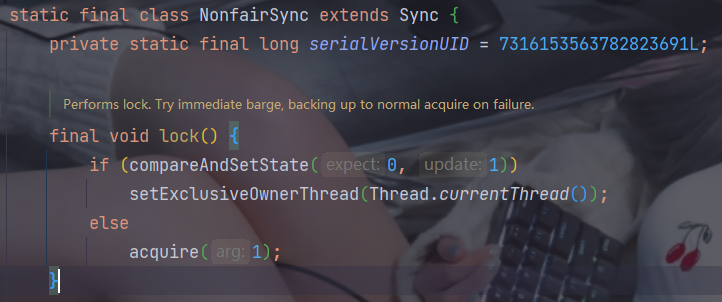 static final class NonfairSync extends Sync {
private static final long serialVersionUID = 7316153563782823691L;
Performs lock. Try immediate barge, backing up to normal acquire on failure.
final void lock() {
if (compareAndSetState( expect: 0, update: 1))
setExclusiveOwnerThread(Thread.currentThread());
else
acquire( arg: 1);
}